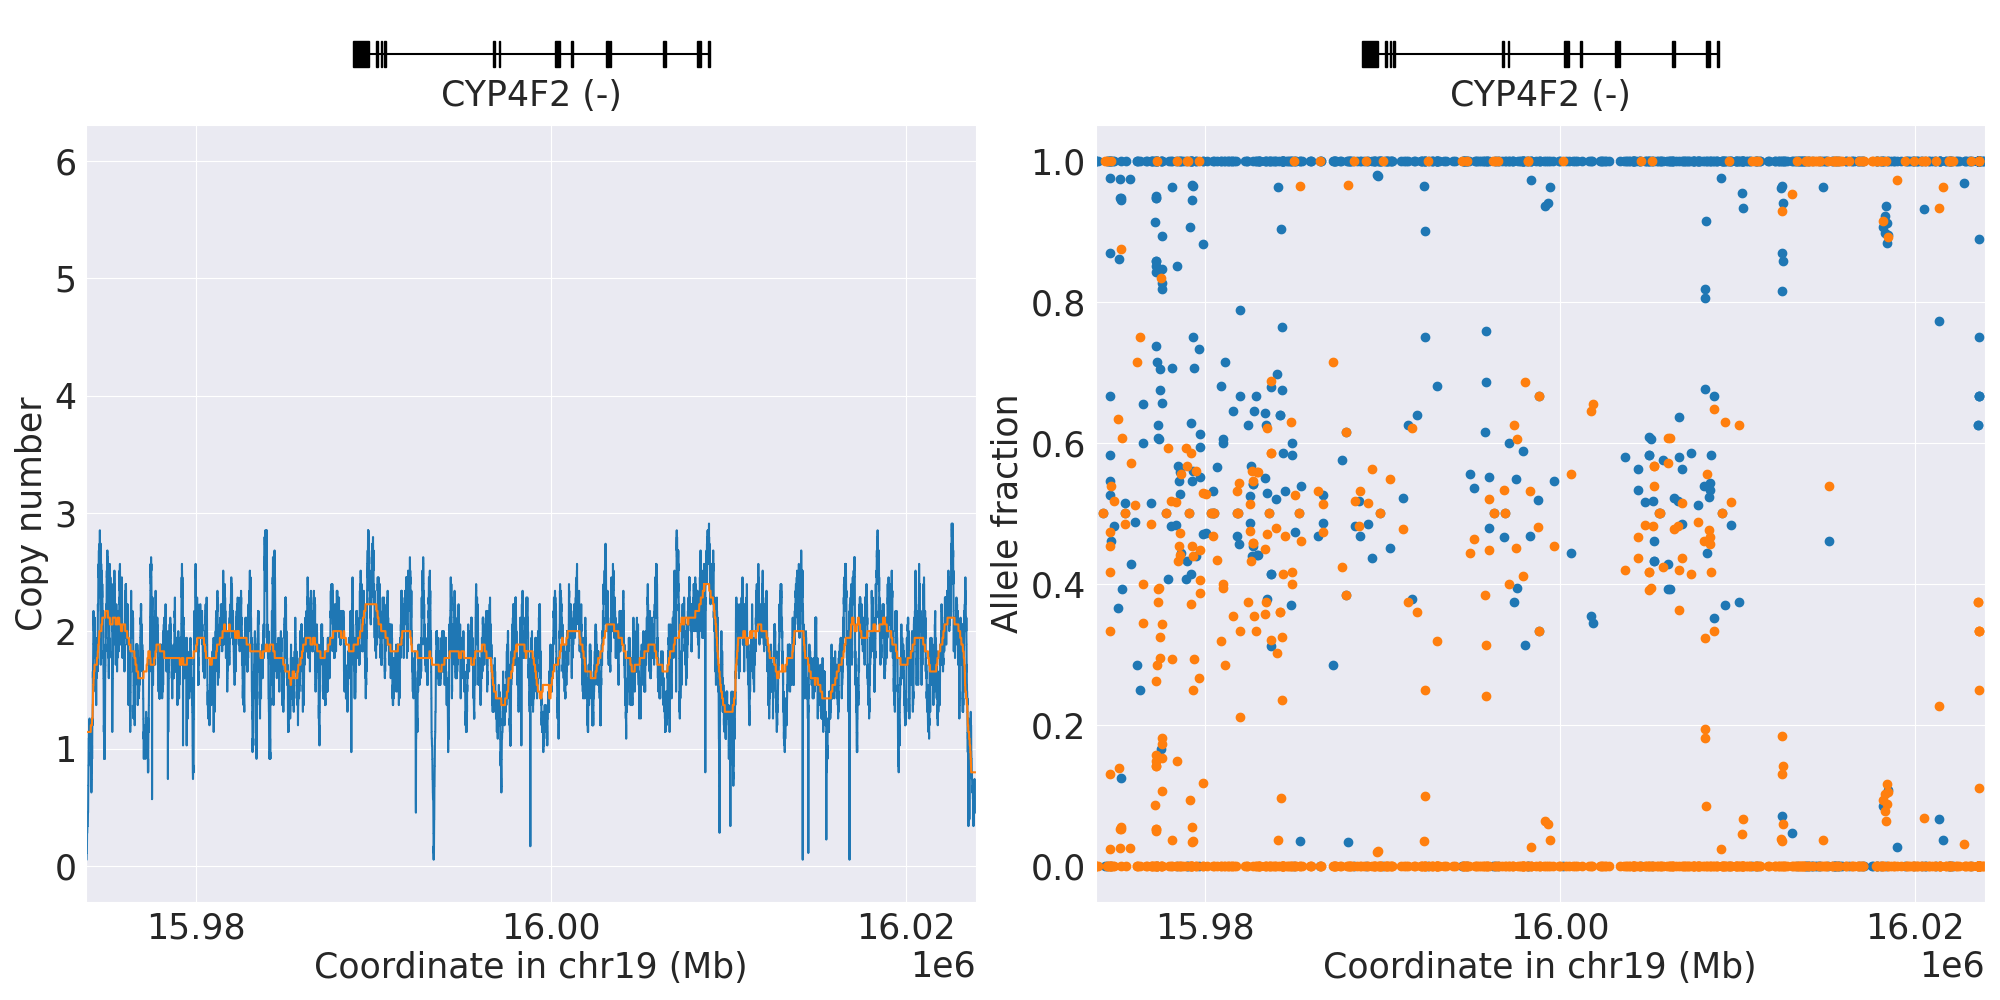 CYP4F2 (-)
6
5
4
3
2
1
0
Copy number
15.98
16.00
16.02
Coordinate in chr19 (Mb)
1e6
CYP4F2 (-)
1.0
0.8
0.6
0.4
0.2
0.0
Allele fraction
15.98
16.00
16.02
Coordinate in chr19 (Mb)
1e6